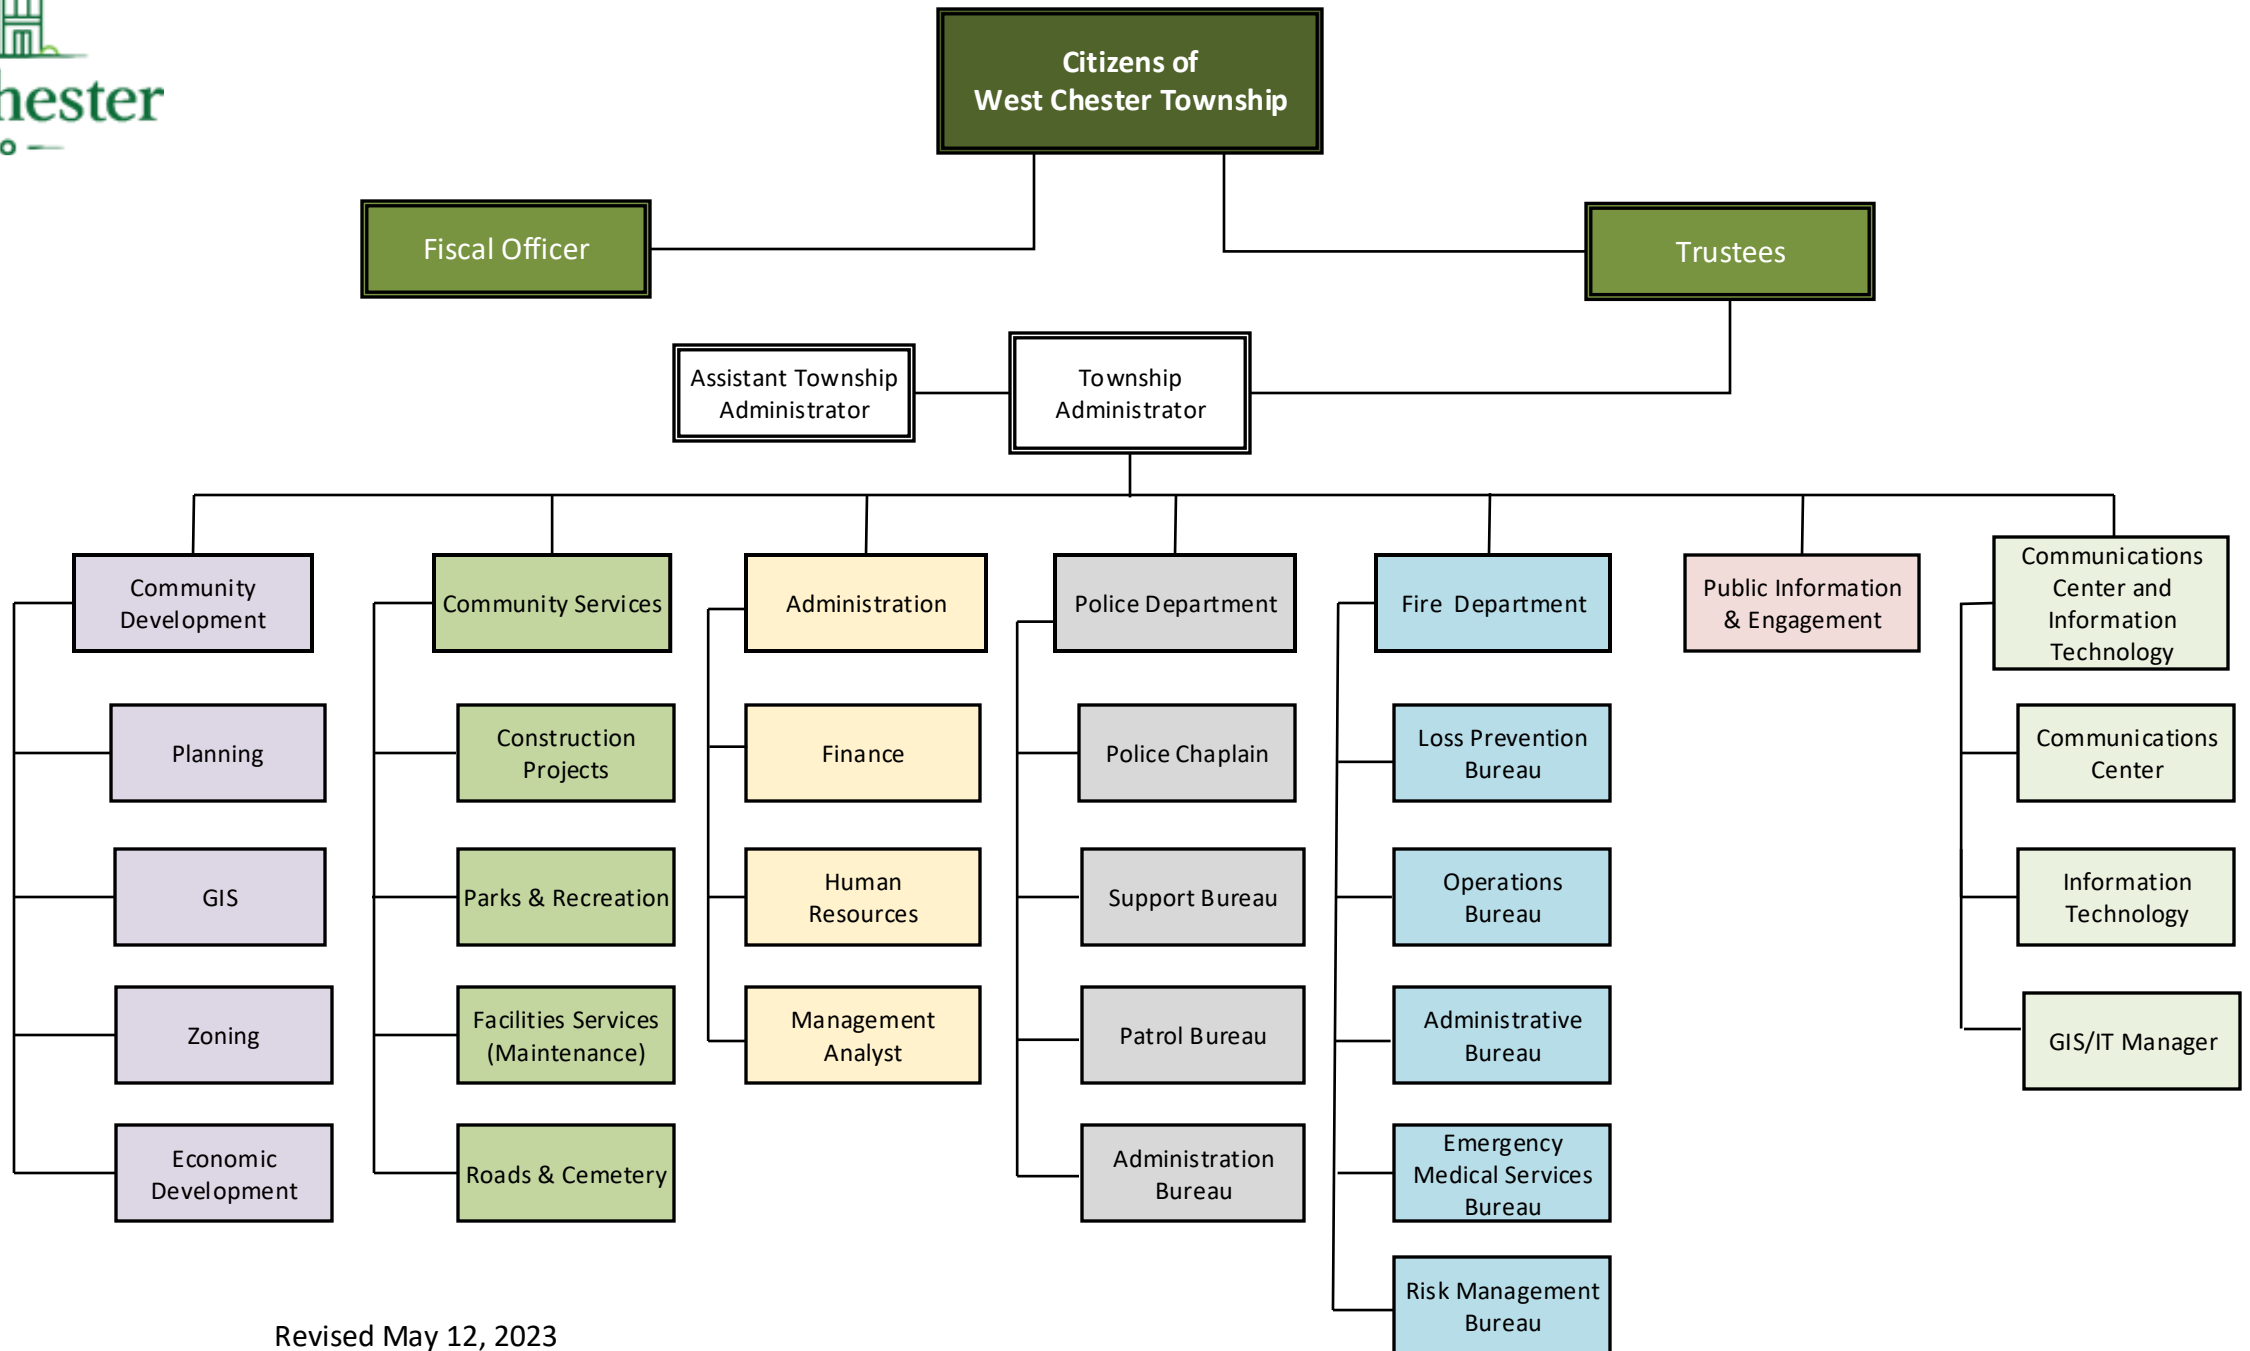 hester
Citizens of
West Chester Township
Fiscal Officer
Trustees
Assistant Township
Administrator
Township
Administrator
Community
Development
Community Services
Administration
Police Department
Fire Department
Public Information
& Engagement
Communications
Center and
Information
Technology
Planning
Construction
Projects
Finance
Police Chaplain
Loss Prevention
Bureau
Communications
Center
GIS
Parks & Recreation
Human
Resources
Support Bureau
Operations
Bureau
Information
Technology
Zoning
Facilities Services
(Maintenance)
Management
Analyst
Patrol Bureau
Administrative
Bureau
GIS/IT Manager
Economic
Development
Roads & Cemetery
Administration
Bureau
Emergency
Medical Services
Bureau
Risk Management
Bureau
Revised May 12, 2023